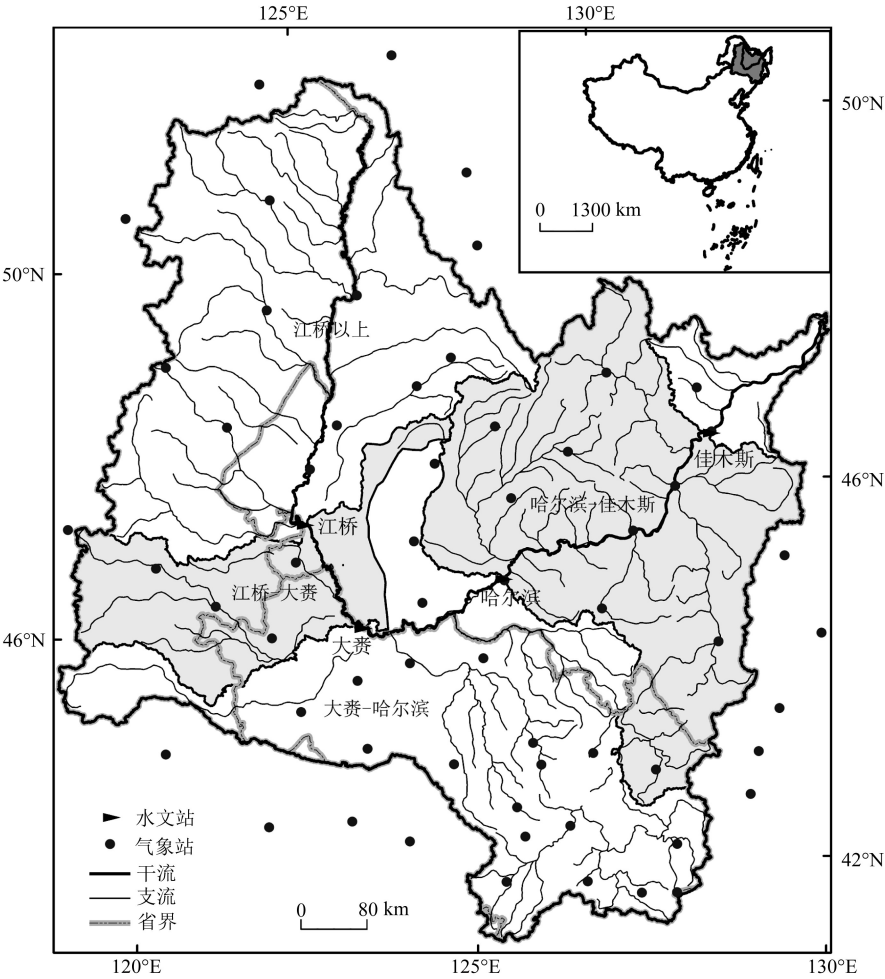 125°E 130°E
50°N
0 1300 km
50°N
江桥以上
佳木斯
46°N
哈尔滨-佳木斯
江桥
江桥-大赉
哈尔滨
46°N
大赉
大赉-哈尔滨
水文站
气象站
42°N
干流
支流
省界
0 80 km
120°E 125°E 130°E